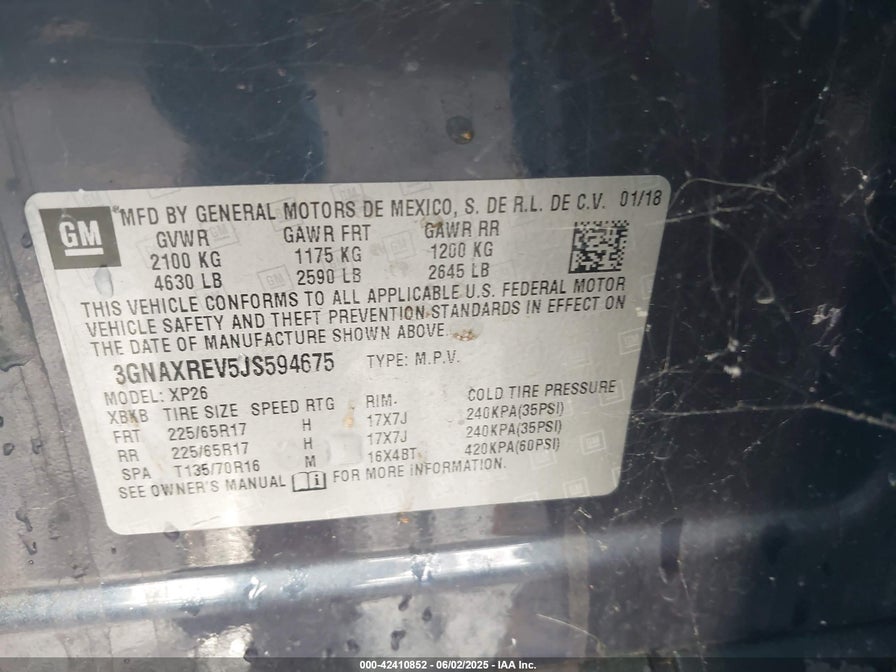 GM ® MFD BY GENERAL MOTORS DE MEXICO, S. DE R.L. DE C.V. 01/18
GVWR GAWR FRT GAWR RR
2100 KG 1175 KG 1200 KG
4630 LB 2590 LB 2645 LB
THIS VEHICLE CONFORMS TO ALL APPLICABLE U.S. FEDERAL MOTOR
VEHICLE SAFETY AND THEFT PREVENTION STANDARDS IN EFFECT ON
THE DATE OF MANUFACTURE SHOWN ABOVE.
3GNAXREV5JS594675 TYPE: M.P.V.
MODEL: XP26
XBKB TIRE SIZE SPEED RTG RIM. COLD TIRE PRESSURE
FRT 225/65R17 H 17X7J 240KPA(35PSI)
RR 225/65R17 H 17X7J 240KPA(35PSI)
SPA T135/70R16 M 16X4BT 420KPA(60PSI)
SEE OWNER'S MANUAL i FOR MORE INFORMATION.
000-42410852 - 06/02/2025 - IAA Inc.